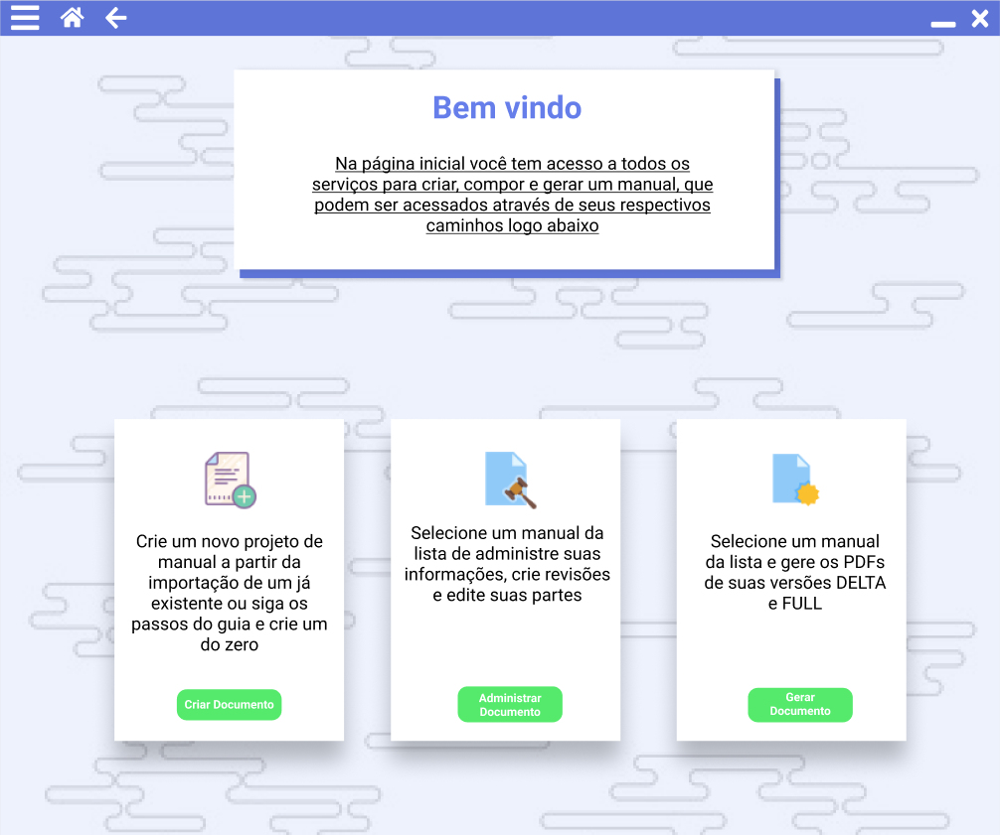 Bem vindo
Na página inicial você tem acesso a todos os
serviços para criar, compor e gerar um manual, que
podem ser acessados através de seus respectivos
caminhos logo abaixo
Crie um novo projeto de
manual a partir da
importação de um já
existente ou siga os
passos do guia e crie um
do zero
Criar Documento
Selecione um manual da
lista de administre suas
informações, crie revisões
e edite suas partes
Administrar
Documento
Selecione um manual
da lista e gere os PDFs
de suas versões DELTA
e FULL
Gerar
Documento